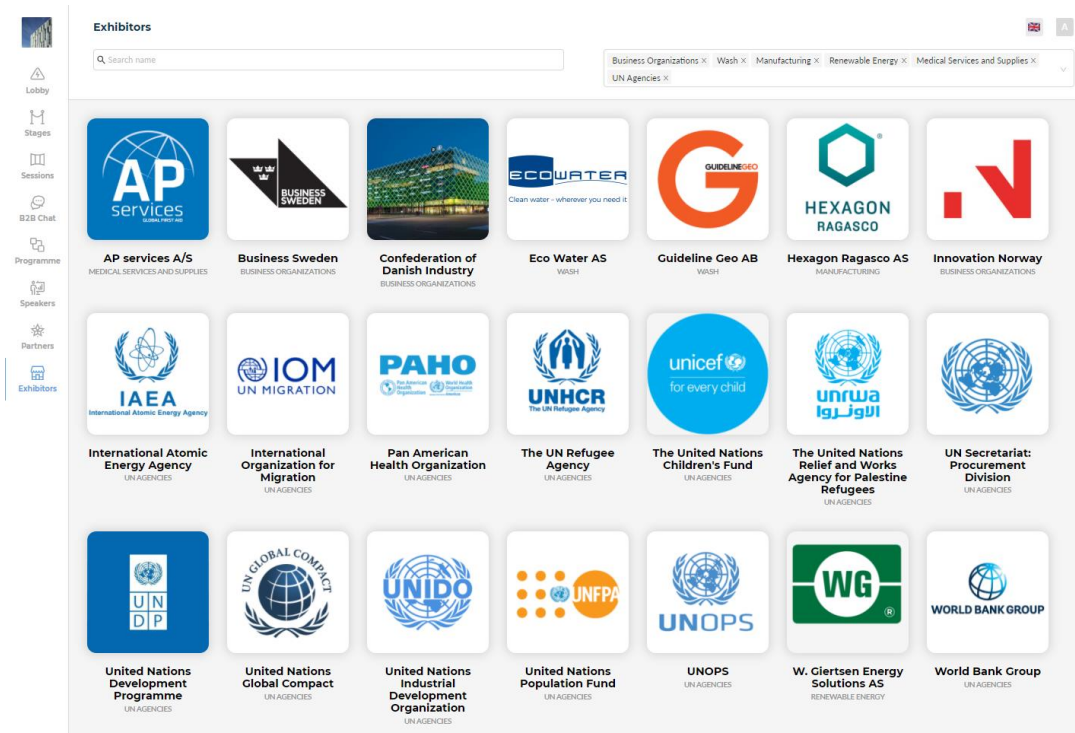 Exhibitors
A
Search name
Business Organizations × Wash × Manufacturing × Renewable Energy × Medical Services and Supplies ×
UN Agencies ×
Lobby
Stages
Sessions
B2B Chat
Programme
Speakers
Partners
Exhibitors
AP
services
GLOBAL FIRST AID
BUSINESS
SWEDEN
ECOWATER
Clean water - wherever you need it
GUIDELINEGEO
HEXAGON
RAGASCO
AP services A/S
MEDICAL SERVICES AND SUPPLIES
Business Sweden
BUSINESS ORGANIZATIONS
Confederation of
Danish Industry
BUSINESS ORGANIZATIONS
Eco Water AS
WASH
Guideline Geo AB
WASH
Hexagon Ragasco AS
MANUFACTURING
Innovation Norway
BUSINESS ORGANIZATIONS
IAEA
International Atomic Energy Agency
IOM
UN MIGRATION
PAHO
Pan American
Health
Organization
World Health
Organization
UNHCR
The UN Refugee Agency
unicef
for every child
unrwa
الأونروا
International Atomic
Energy Agency
UN AGENCIES
International
Organization for
Migration
UN AGENCIES
Pan American
Health Organization
UN AGENCIES
The UN Refugee
Agency
UN AGENCIES
The United Nations
Children's Fund
UN AGENCIES
The United Nations
Relief and Works
Agency for Palestine
Refugees
UN AGENCIES
UN Secretariat:
Procurement
Division
UN AGENCIES
UN
DP
UN GLOBAL COMPACT
UNIDO
UNFPA
UNOPS
WG
®
WORLD BANK GROUP
United Nations
Development
Programme
UN AGENCIES
United Nations
Global Compact
UN AGENCIES
United Nations
Industrial
Development
Organization
UN AGENCIES
United Nations
Population Fund
UN AGENCIES
UNOPS
UN AGENCIES
W. Giertsen Energy
Solutions AS
RENEWABLE ENERGY
World Bank Group
UN AGENCIES